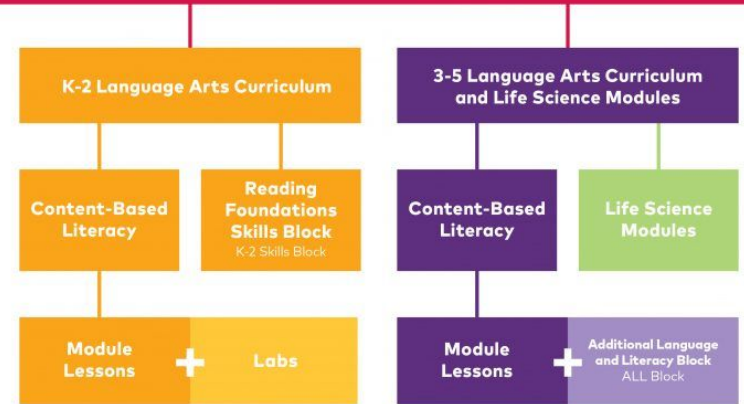 K-2 Language Arts Curriculum
3-5 Language Arts Curriculum
and Life Science Modules
Content-Based
Literacy
Reading
Foundations
Skills Block
K-2 Skills Block
Content-Based
Literacy
Life Science
Modules
Module
Lessons
+
Labs
Module
Lessons
+
Additional Language
and Literacy Block
ALL Block